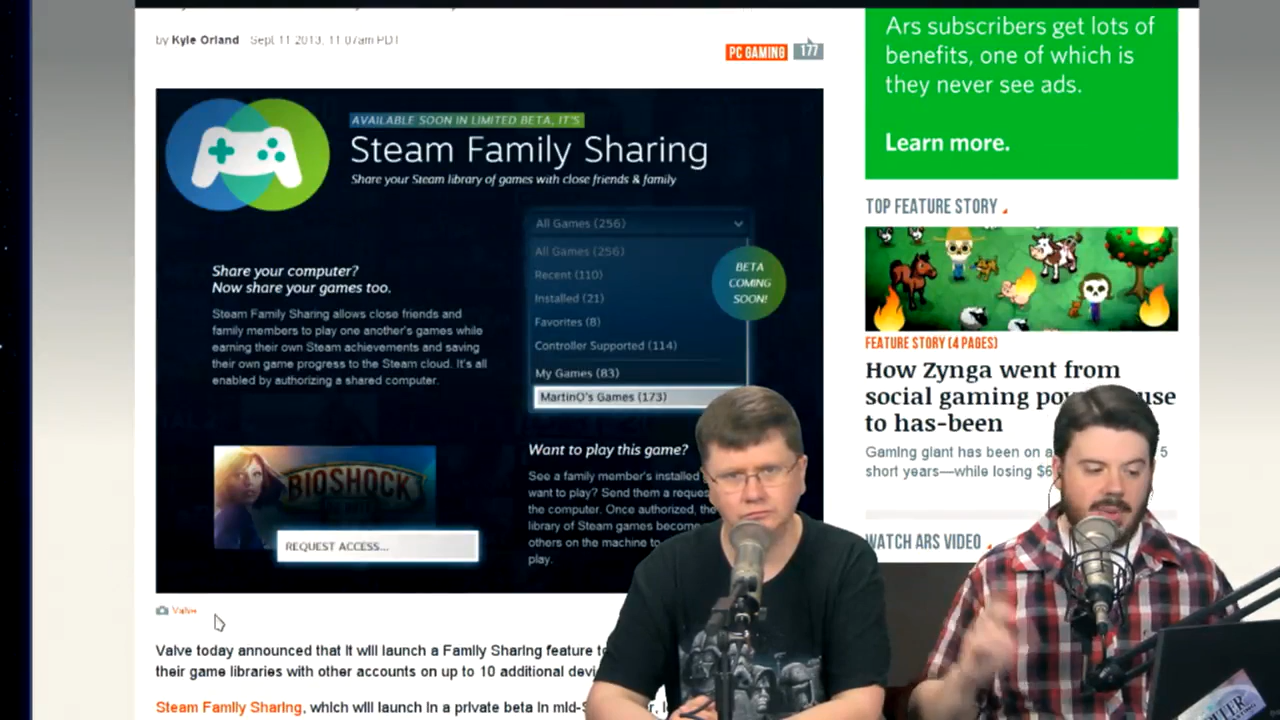 by Kyle Orland Sept 11 2013, 11:07am PDT
PC GAMING 177
Ars subscribers get lots of
benefits, one of which is
they never see ads.
Learn more.
AVAILABLE SOON IN LIMITED BETA, IT'S
Steam Family Sharing
Share your Steam library of games with close friends & family
All Games (256)
All Games (256)
Recent (110)
Installed (21)
Favorites (8)
Controller Supported (114)
My Games (83)
MartinO's Games (173)
BETA
COMING
SOON!
Share your computer?
Now share your games too.
Steam Family Sharing allows close friends and
family members to play one another's games while
earning their own Steam achievements and saving
their own game progress to the Steam cloud. It's all
enabled by authorizing a shared computer.
BIOSHOCK
REQUEST ACCESS...
Want to play this game?
See a family member's installed
want to play? Send them a
the computer. Once authorized, the
library of Steam games
others on the machine to
play.
Valve
Valve today announced that it will launch a Family Sharing feature
their game libraries with other accounts on up to 10 additional
Steam Family Sharing, which will launch in a private beta in
TOP FEATURE STORY
FEATURE STORY (4 PAGES)
How Zynga went from
social gaming
to has-been
Gaming giant has been on a 5
short years—while losing
WATCH ARS VIDEO